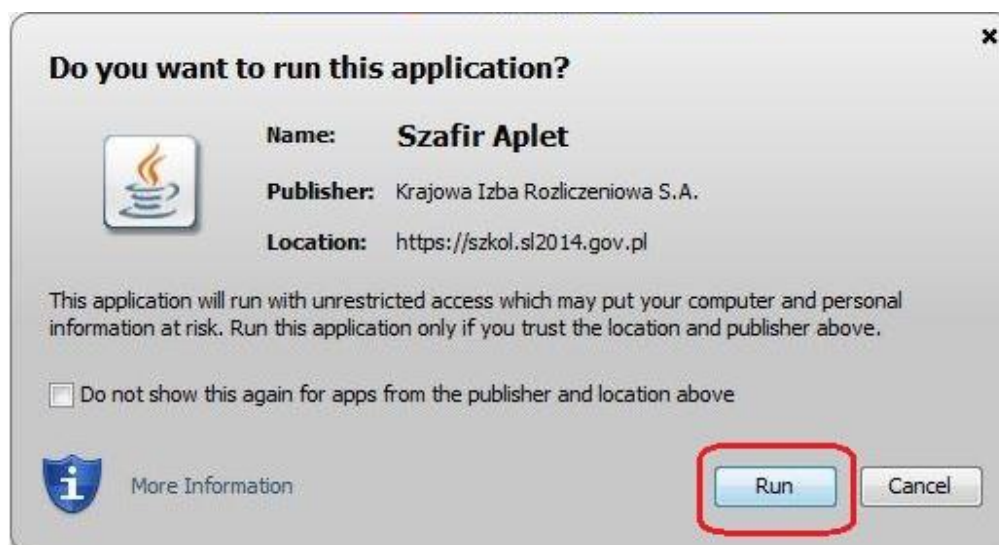 Do you want to run this application?
Name: Szafir Aplet
Publisher: Krajowa Izba Rozliczeniowa S.A.
Location: https://szkol.sl2014.gov.pl
This application will run with unrestricted access which may put your computer and personal
information at risk. Run this application only if you trust the location and publisher above.
Do not show this again for apps from the publisher and location above
More Information
Run Cancel